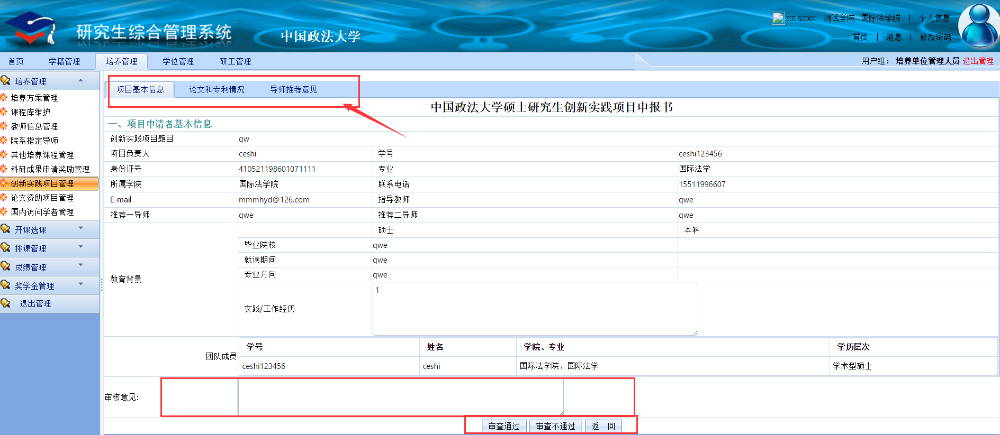 研究生综合管理系统
中国政法大学
20162001 测试学院 国际法学院 | 个人信息
首页 | 消息 | 修改密码
首页 学籍管理 培养管理 学位管理 研工管理
用户组： 培养单位管理人员 退出管理
培养管理
培养方案管理
课程库维护
教师信息管理
院系指定导师
其他培养课程管理
科研成果申请奖励管理
创新实践项目管理
论文资助项目管理
国内访问学者管理
开课选课
排课管理
成绩管理
奖学金管理
退出管理
项目基本信息 论文和专利情况 导师推荐意见
中国政法大学硕士研究生创新实践项目申报书
一、项目申请者基本信息
创新实践项目题目 qw
项目负责人 ceshi 学号 ceshi123456
身份证号 410521198601071111 专业 国际法学
所属学院 国际法学院 联系电话 15511996607
E-mail mmmhyd@126.com 指导教师 qwe
推荐一导师 qwe 推荐二导师 qwe
教育背景
硕士 本科
毕业院校 qwe
就读期间 qwe
专业方向 qwe
实践/工作经历 1
团队成员
学号 姓名 学院、专业 学历层次
ceshi123456 ceshi 国际法学院、国际法学 学术型硕士
审核意见:
审查通过 审查不通过 返 回